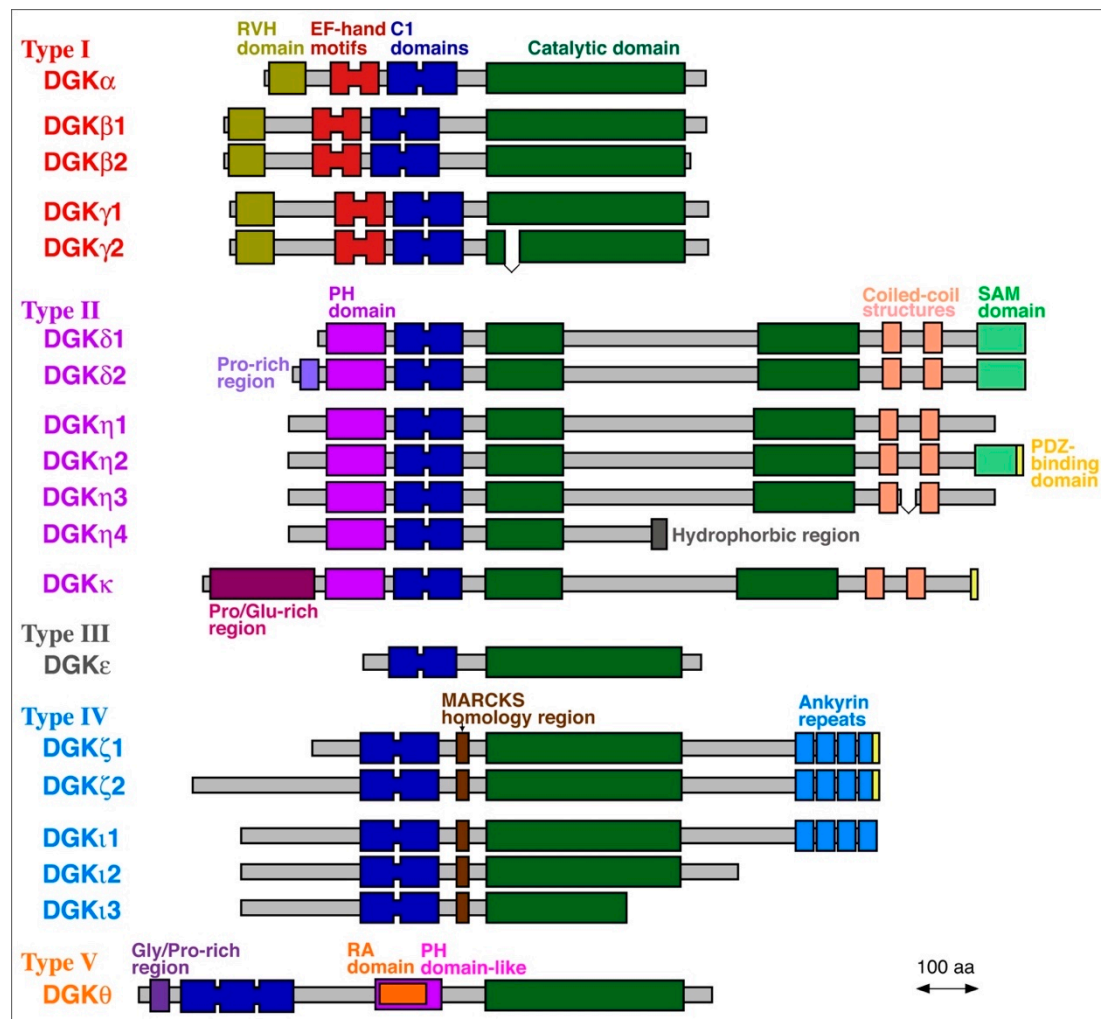 RVH domain
EF-hand motifs
C1 domains
Catalytic domain
Type I
DGKα
DGKβ1
DGKβ2
DGKγ1
DGKγ2
Type II
PH domain
Coiled-coil structures
SAM domain
DGKδ1
Pro-rich region
DGKδ2
DGKη1
DGKη2
PDZ-binding domain
DGKη3
DGKη4
Hydrophorbic region
DGKκ
Pro/Glu-rich region
Type III
DGKε
Type IV
MARCKS homology region
Ankyrin repeats
DGKζ1
DGKζ2
DGKι1
DGKι2
DGKι3
Type V
Gly/Pro-rich region
RA domain
PH domain-like
100 aa
DGKθ